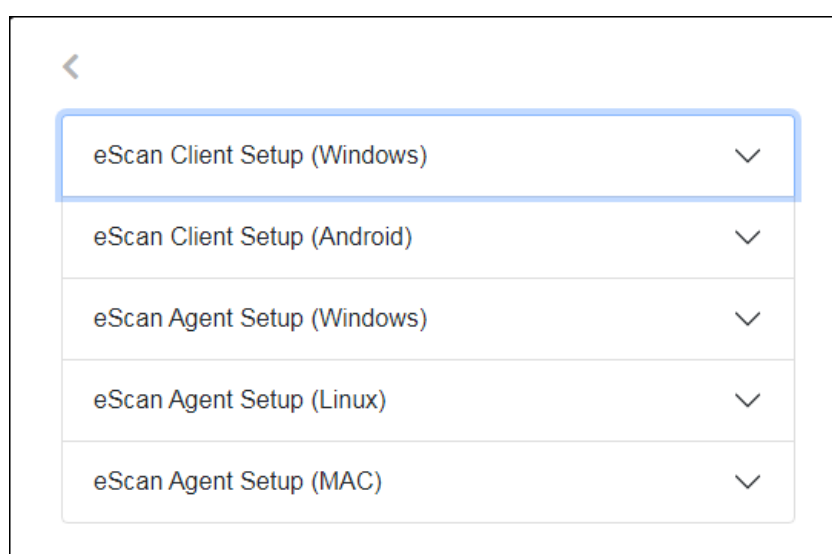 eScan Client Setup (Windows)
eScan Client Setup (Android)
eScan Agent Setup (Windows)
eScan Agent Setup (Linux)
eScan Agent Setup (MAC)